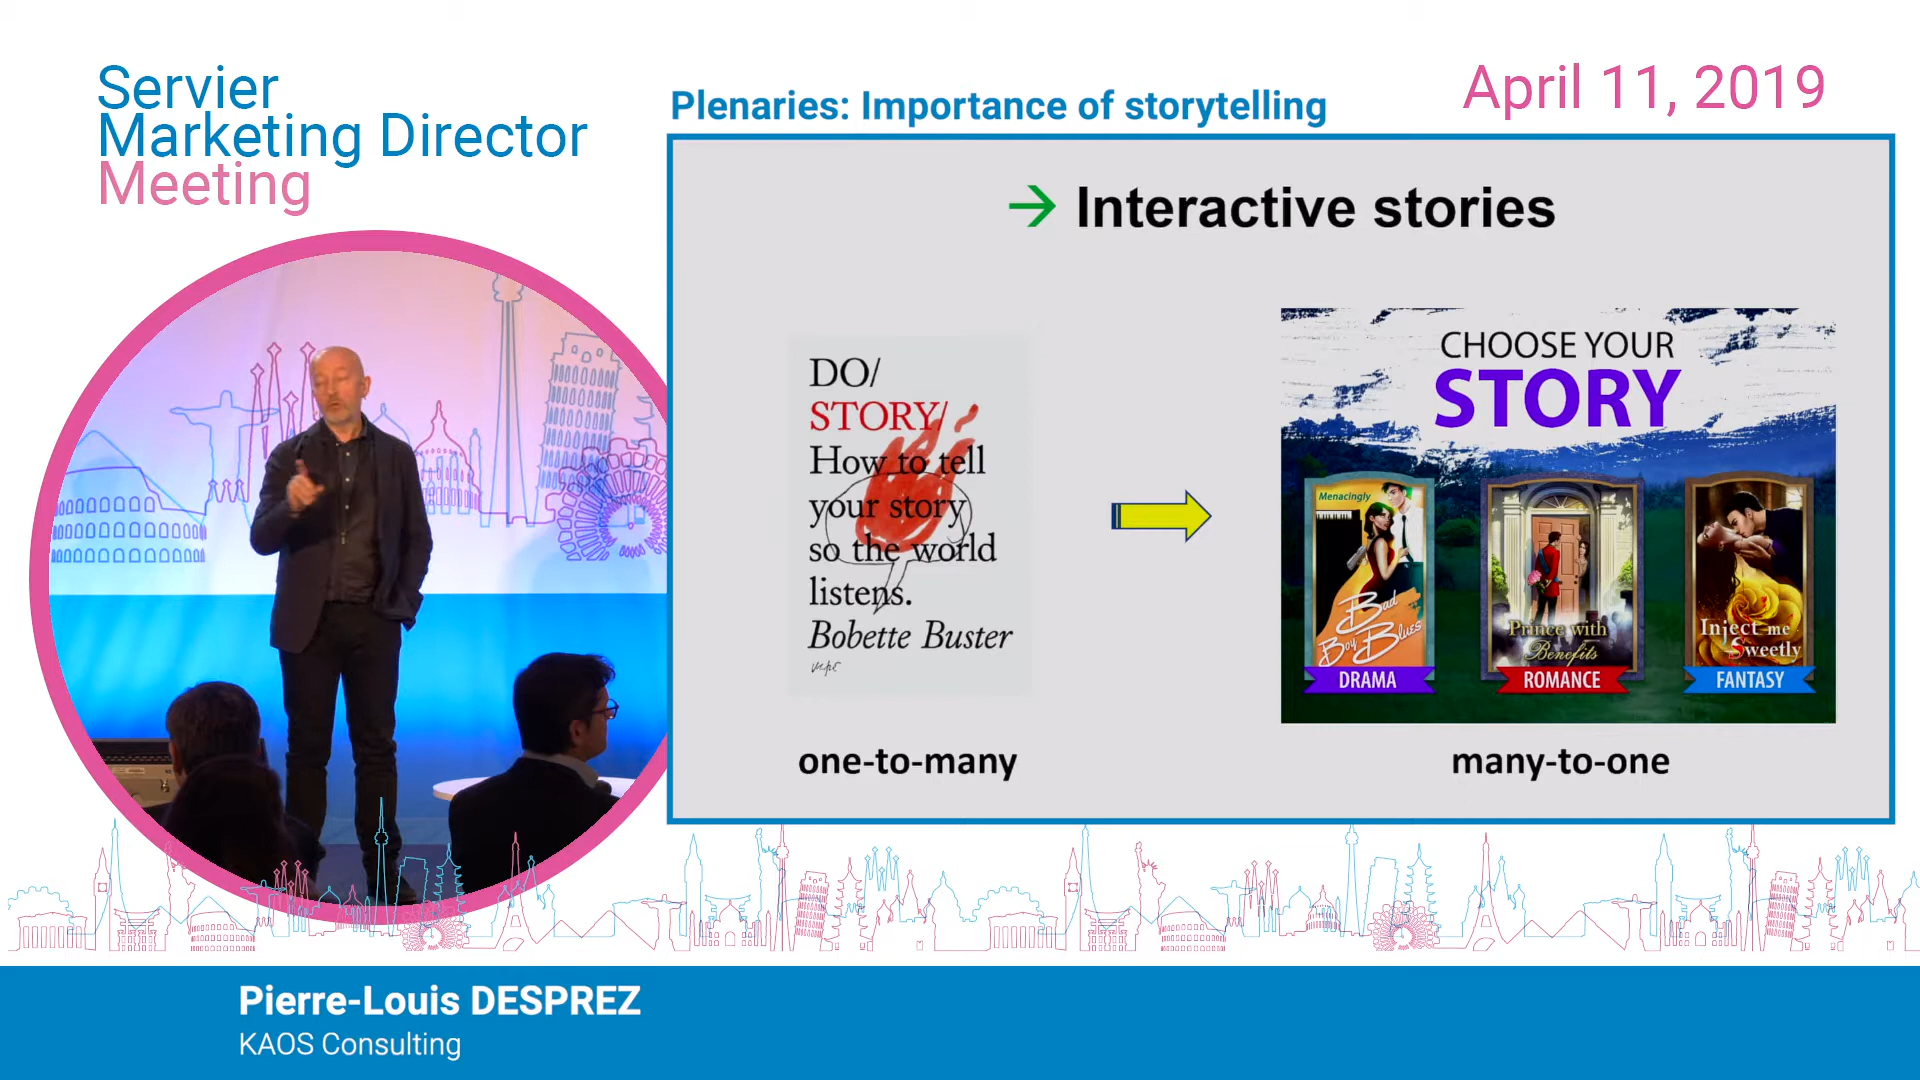 Servier
Marketing Director
Meeting
Plenaries: Importance of storytelling
April 11, 2019
→ Interactive stories
DO/
STORY/
How to tell
your story
so the world
listens.
Bobette Buster
one-to-many
CHOOSE YOUR
STORY
Menacingly
Bad
Boy Blues
DRAMA
Prince with
Benefits
ROMANCE
Inject me
Sweetly
FANTASY
many-to-one
Pierre-Louis DESPREZ
KAOS Consulting